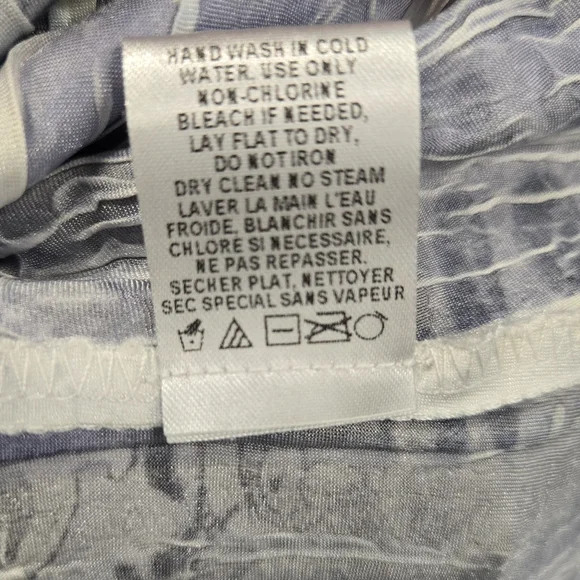 HAND WASH IN COLD
WATER. USE ONLY
NON-CHLORINE
BLEACH IF NEEDED,
LAY FLAT TO DRY,
DO NOT IRON
DRY CLEAN NO STEAM
LAVER LA MAIN L'EAU
FROIDE, BLANCHIR SANS
CHLORE SI NECESSAIRE,
NE PAS REPASSER.
SECHER PLAT, NETTOYER
SEC SPECIAL SANS VAPEUR